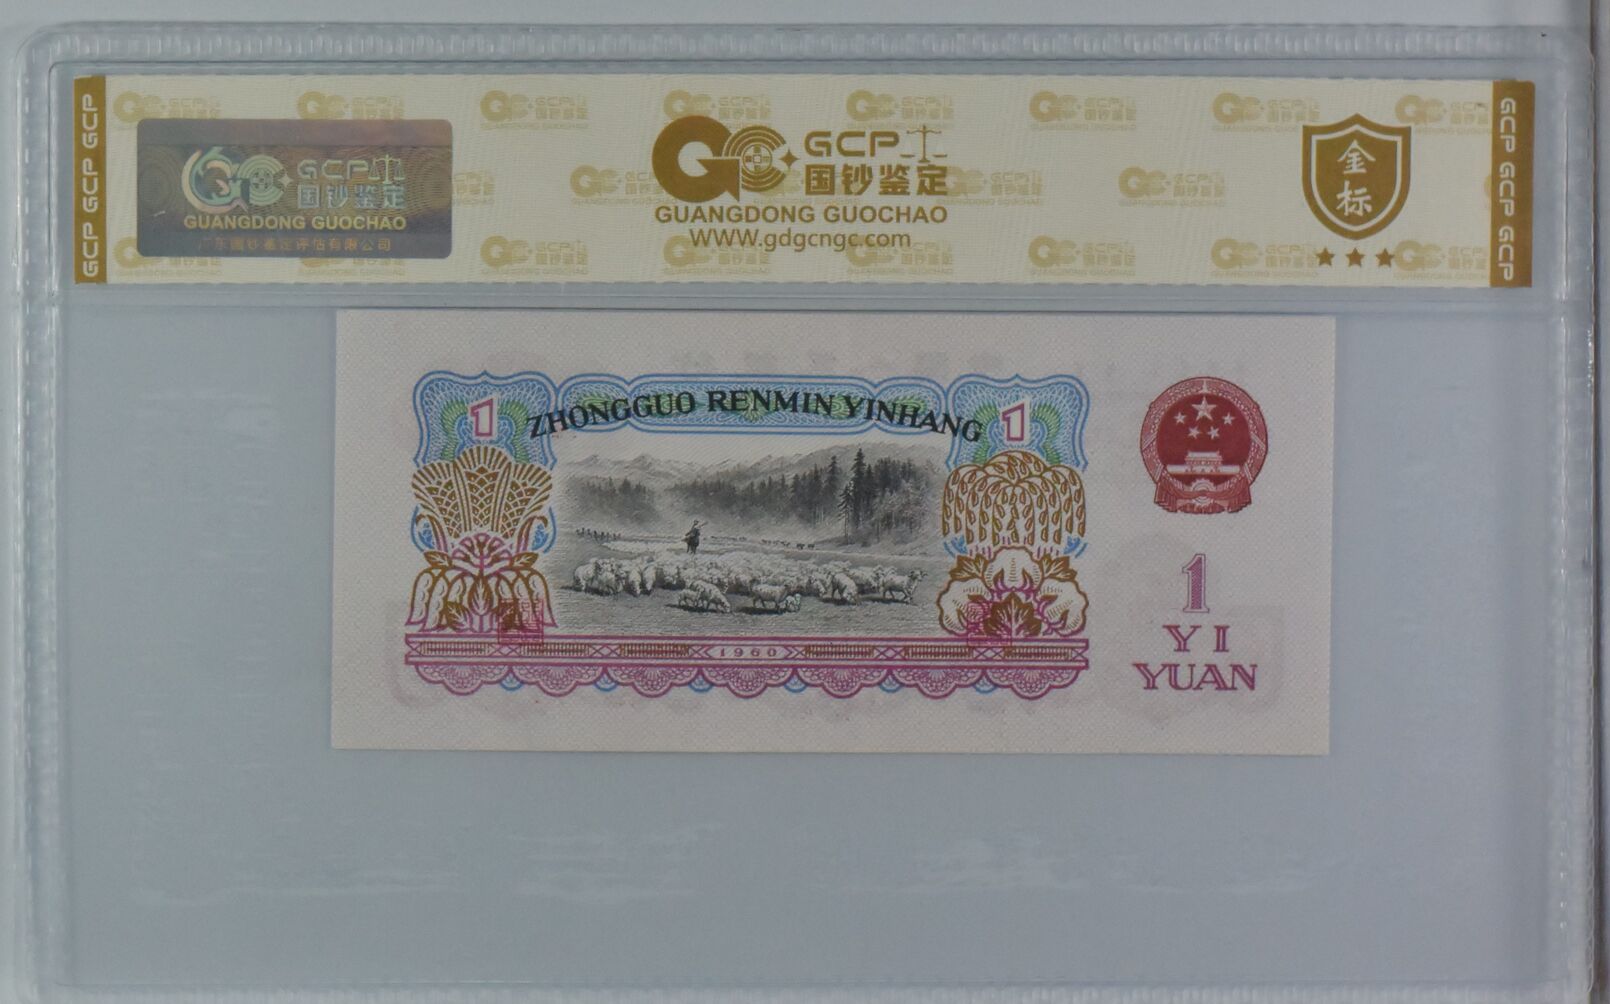 GCP GCP GCP
GCP
国钞鉴定
GUANGDONG GUOCHAO
广东国钞鉴定评估有限公司
GCP
国钞鉴定
GUANGDONG GUOCHAO
WWW.gdgcngc.com
金标
GCP GCP GCP
1
ZHONGGUO RENMIN YINHANG
1
1960
1
YI
YUAN